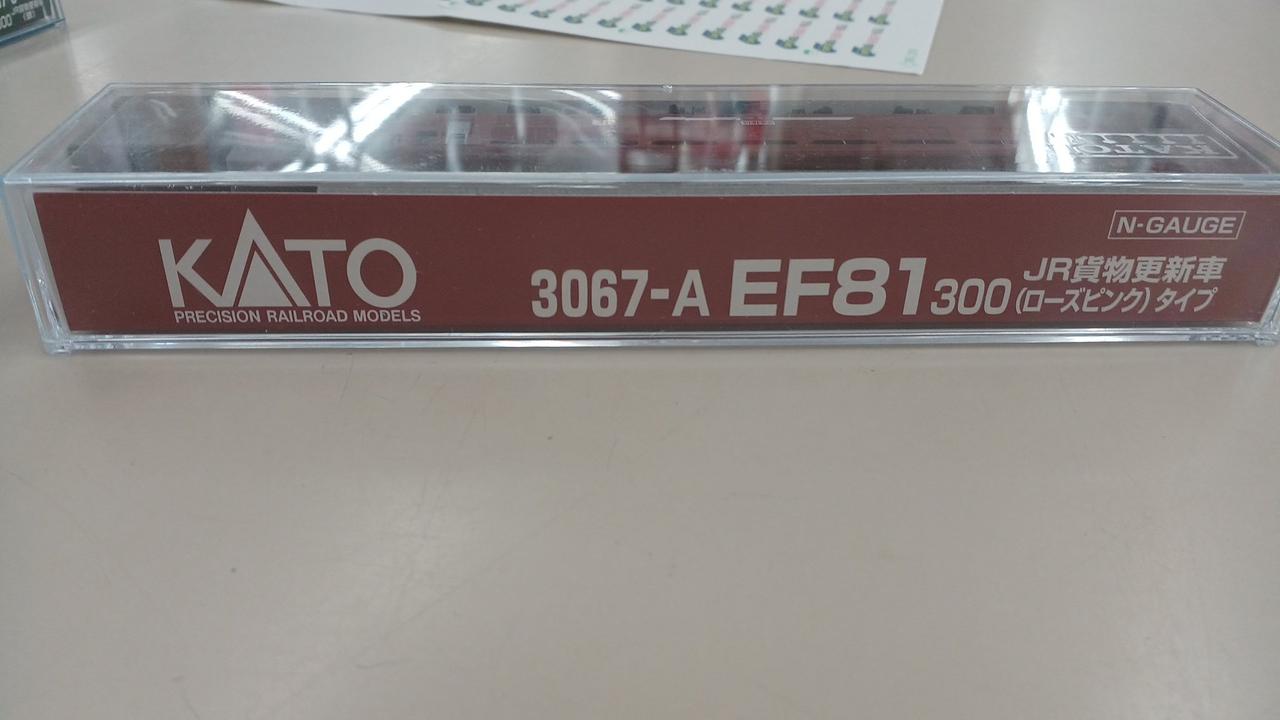 KATO
PRECISION RAILROAD MODELS
3067-A EF81 300
JR貨物更新車
(ローズピンク)タイプ
N-GAUGE
KATO